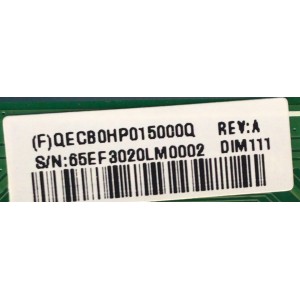 (F)QECB0HP015000Q REV:A
S/N:65EF3020LM0002 DIM111